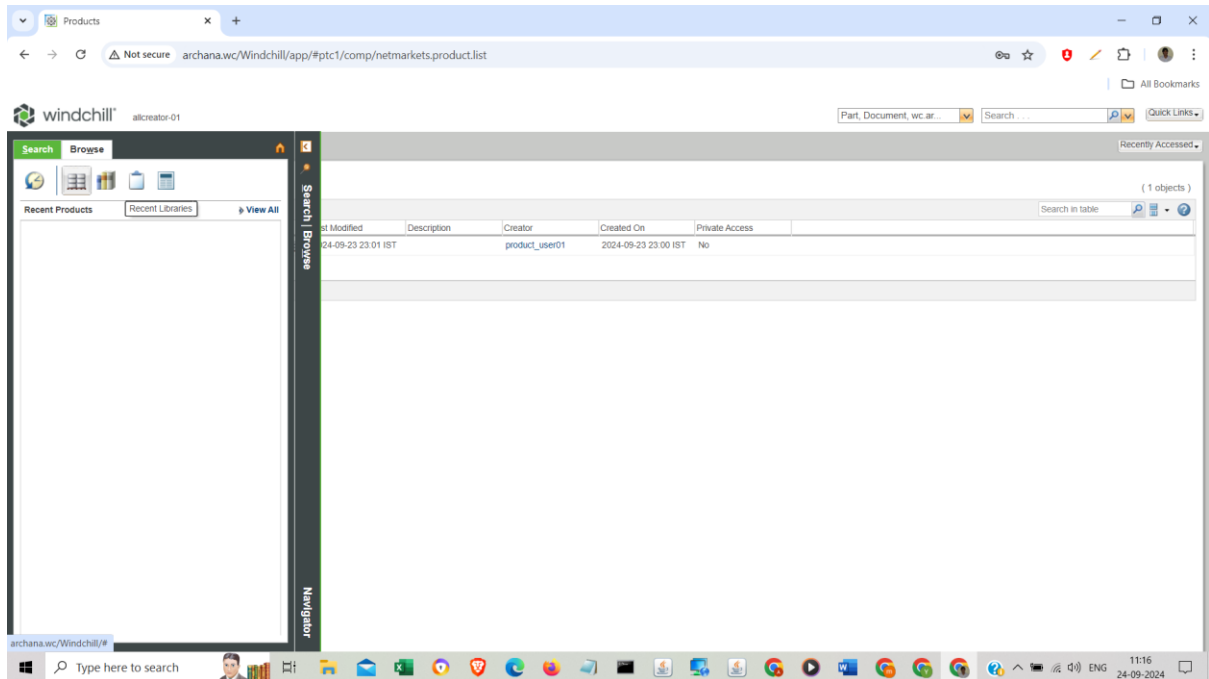 Products
Not secure archana.wc/Windchill/app/#ptc1/comp/netmarkets.product.list
All Bookmarks
windchill® allcreator-01
Part, Document, wc.ar... Search . . . Quick Links
Search Browse
Recently Accessed
( 1 objects )
Recent Products Recent Libraries View All
Search in table
st Modified Description Creator Created On Private Access
24-09-23 23:01 IST product_user01 2024-09-23 23:00 IST No
Search | Browse
Navigator
archana.wc/Windchill/#
Type here to search
ENG
11:16
24-09-2024